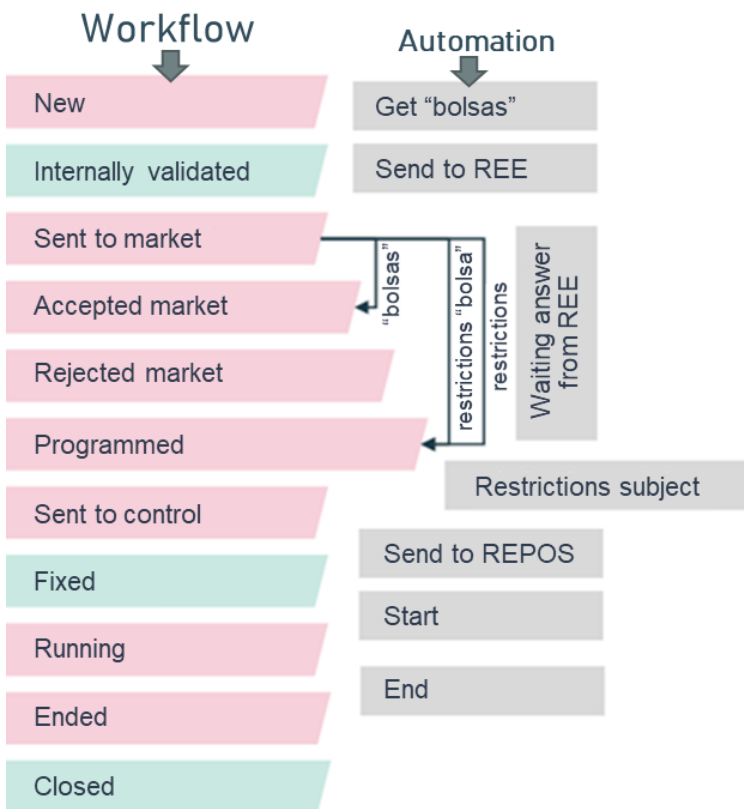 Workflow
Automation
New
Get “bolsas”
Internally validated
Send to REE
Sent to market
Accepted market
Rejected market
Programmed
"bolsas"
restrictions "bolsa"
restrictions
Waiting answer
from REE
Restrictions subject
Sent to control
Send to REPOS
Fixed
Start
Running
End
Ended
Closed